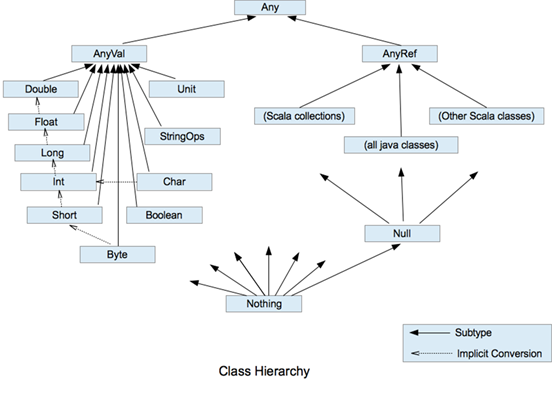 Any
AnyVal
AnyRef
Double
Unit
Float
(Scala collections)
(Other Scala classes)
StringOps
Long
(all java classes)
Int
Char
Short
Boolean
Null
Byte
Nothing
Subtype
Implicit Conversion
Class Hierarchy